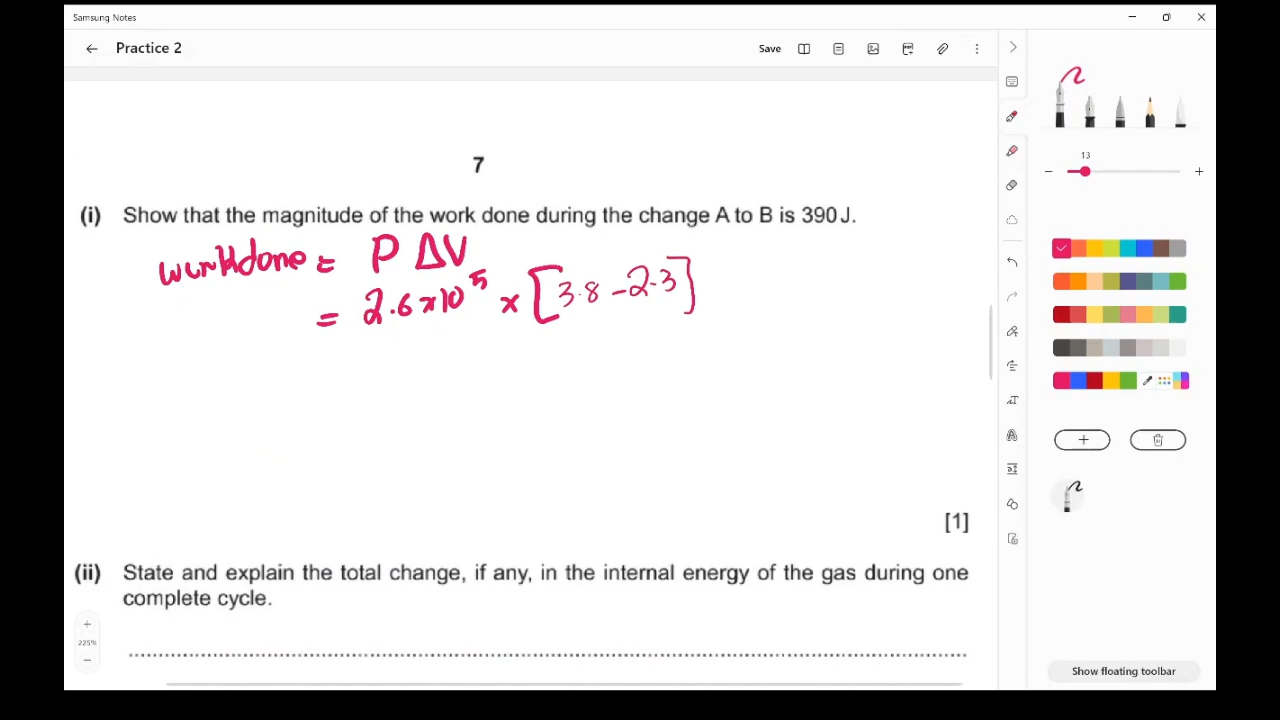 Samsung Notes
Practice 2
Save
13
7
(i) Show that the magnitude of the work done during the change A to B is 390 J.
workdone = P ΔV
= 2.6 x 10⁵ x [3.8 - 2.3]
[1]
(ii) State and explain the total change, if any, in the internal energy of the gas during one
complete cycle.
225%
Show floating toolbar